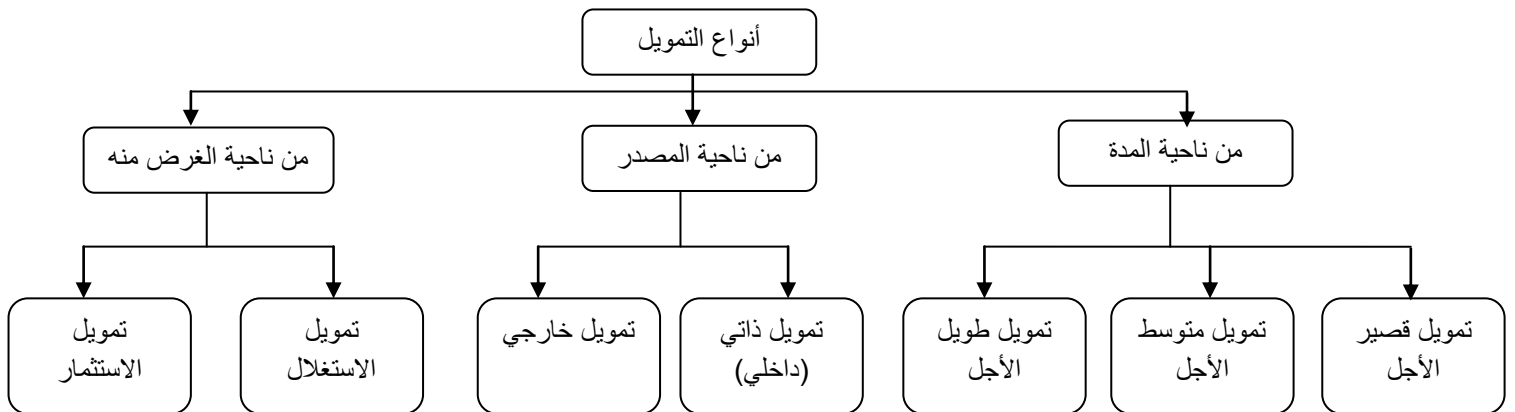 أنواع التمويل
من ناحية المدة
من ناحية المصدر
من ناحية الغرض منه
تمويل قصير
الأجل
تمويل متوسط
الأجل
تمويل طويل
الأجل
تمويل ذاتي
(داخلي)
تمويل خارجي
تمويل
الاستغلال
تمويل
الاستثمار